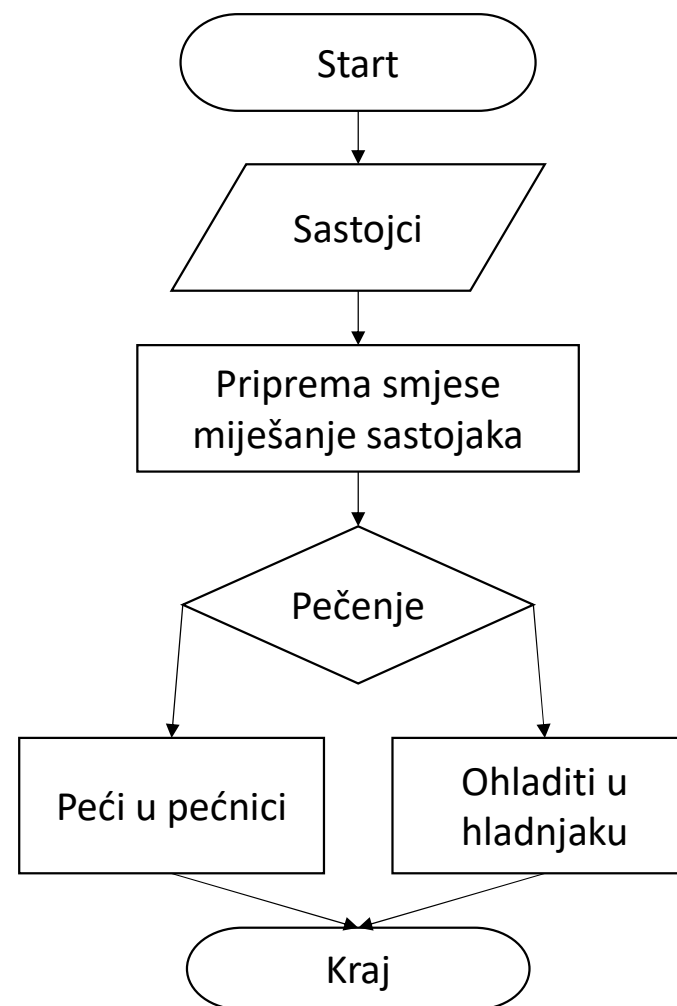 Start
Sastojci
Priprema smjese
miješanje sastojaka
Pečenje
Peći u pećnici
Ohladiti u
hladnjaku
Kraj